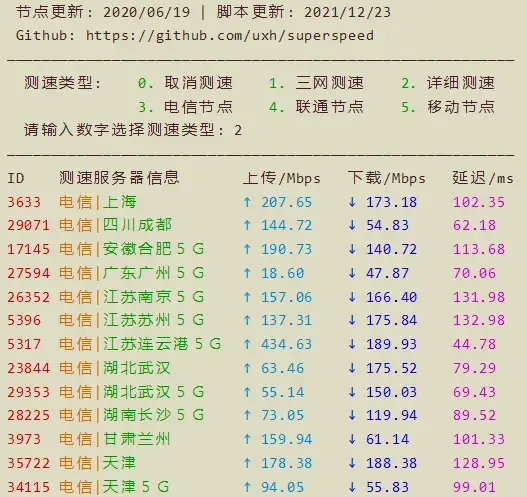 节点更新: 2020/06/19 | 脚本更新: 2021/12/23
Github: https://github.com/uxh/superspeed
测速类型: 0. 取消测速 1. 三网测速 2. 详细测速
3. 电信节点 4. 联通节点 5. 移动节点
请输入数字选择测速类型: 2
ID 测速服务器信息 上传/Mbps 下载/Mbps 延迟/ms
3633 电信|上海 ↑ 207.65 ↓ 173.18 102.35
29071 电信|四川成都 ↑ 144.72 ↓ 54.83 62.18
17145 电信|安徽合肥５Ｇ ↑ 190.73 ↓ 140.72 113.68
27594 电信|广东广州５Ｇ ↑ 18.60 ↓ 47.87 70.06
26352 电信|江苏南京５Ｇ ↑ 157.06 ↓ 166.40 131.98
5396 电信|江苏苏州５Ｇ ↑ 137.31 ↓ 175.84 132.98
5317 电信|江苏连云港５Ｇ ↑ 434.63 ↓ 189.93 44.78
23844 电信|湖北武汉 ↑ 63.46 ↓ 175.52 79.29
29353 电信|湖北武汉５Ｇ ↑ 55.14 ↓ 150.03 69.43
28225 电信|湖南长沙５Ｇ ↑ 73.05 ↓ 119.94 89.52
3973 电信|甘肃兰州 ↑ 159.94 ↓ 61.14 101.33
35722 电信|天津 ↑ 178.38 ↓ 188.38 128.95
34115 电信|天津５Ｇ ↑ 94.05 ↓ 55.83 99.01